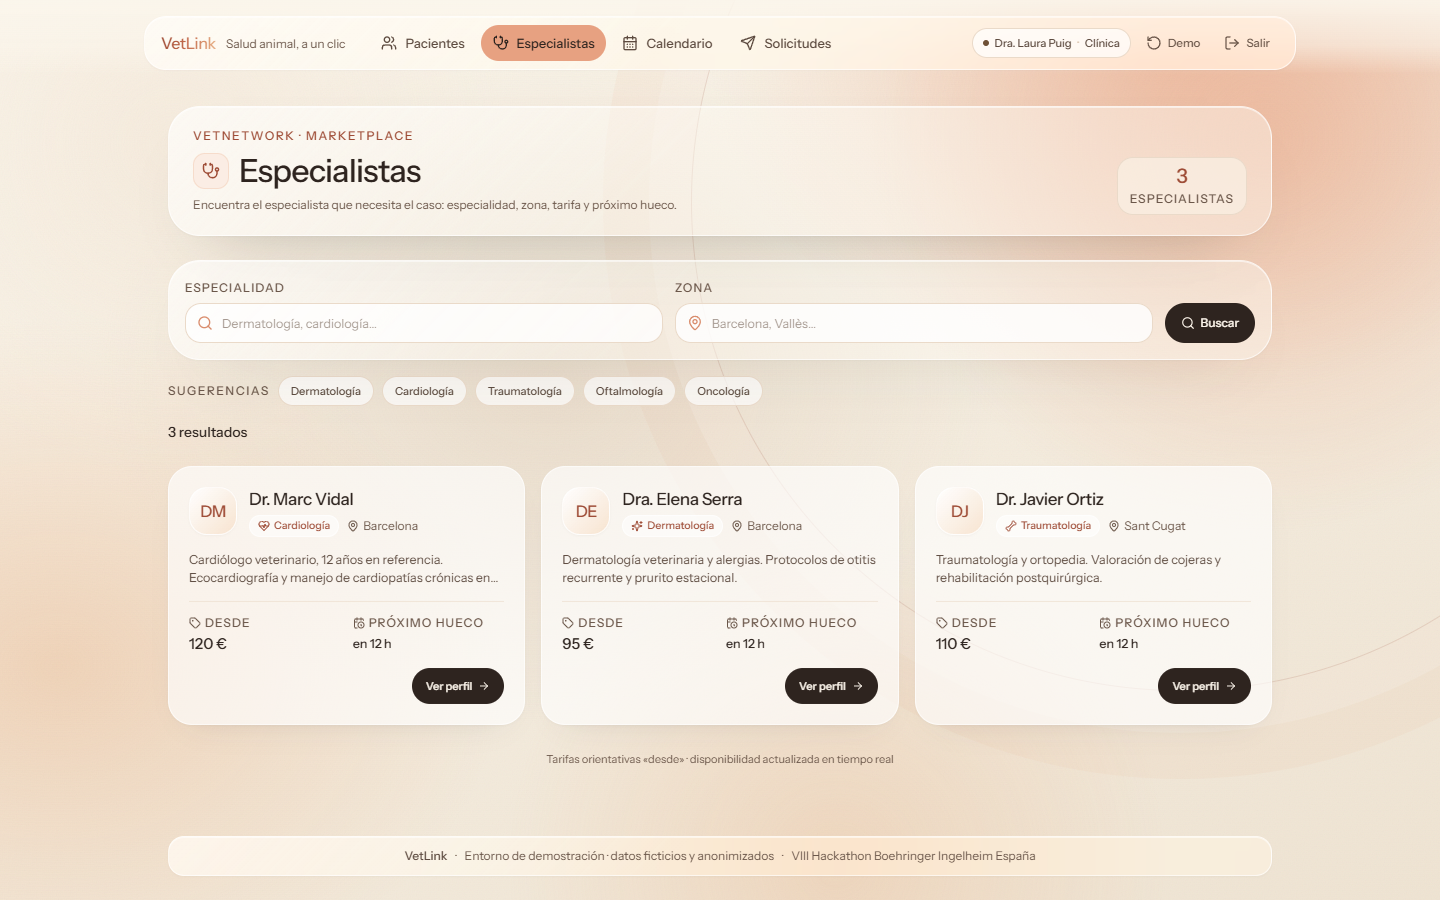 VetLink Salud animal, a un clic Pacientes Especialistas Calendario Solicitudes Dra. Laura Puig · Clínica Demo Salir
VETNETWORK · MARKETPLACE
Especialistas
Encuentra el especialista que necesita el caso: especialidad, zona, tarifa y próximo hueco.
3
ESPECIALISTAS
ESPECIALIDAD ZONA
Dermatología, cardiología... Barcelona, Vallès... Buscar
SUGERENCIAS Dermatología Cardiología Traumatología Oftalmología Oncología
3 resultados
DM Dr. Marc Vidal
Cardiología Barcelona
Cardiólogo veterinario, 12 años en referencia.
Ecocardiografía y manejo de cardiopatías crónicas en...
DESDE PRÓXIMO HUECO
120 € en 12 h
Ver perfil
DE Dra. Elena Serra
Dermatología Barcelona
Dermatología veterinaria y alergias. Protocolos de otitis
recurrente y prurito estacional.
DESDE PRÓXIMO HUECO
95 € en 12 h
Ver perfil
DJ Dr. Javier Ortiz
Traumatología Sant Cugat
Traumatología y ortopedia. Valoración de cojeras y
rehabilitación postquirúrgica.
DESDE PRÓXIMO HUECO
110 € en 12 h
Ver perfil
Tarifas orientativas «desde» · disponibilidad actualizada en tiempo real
VetLink · Entorno de demostración · datos ficticios y anonimizados · VIII Hackathon Boehringer Ingelheim España